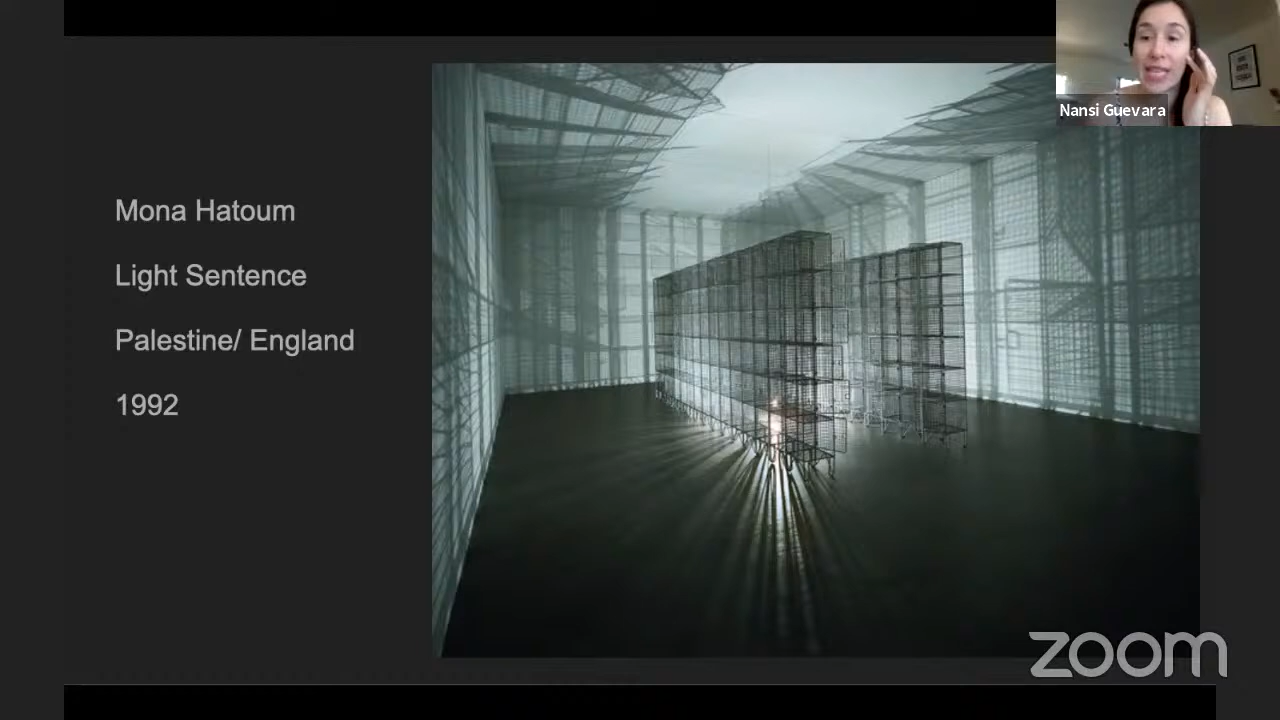 Nansi Guevara
Mona Hatoum
Light Sentence
Palestine/ England
1992
zoom